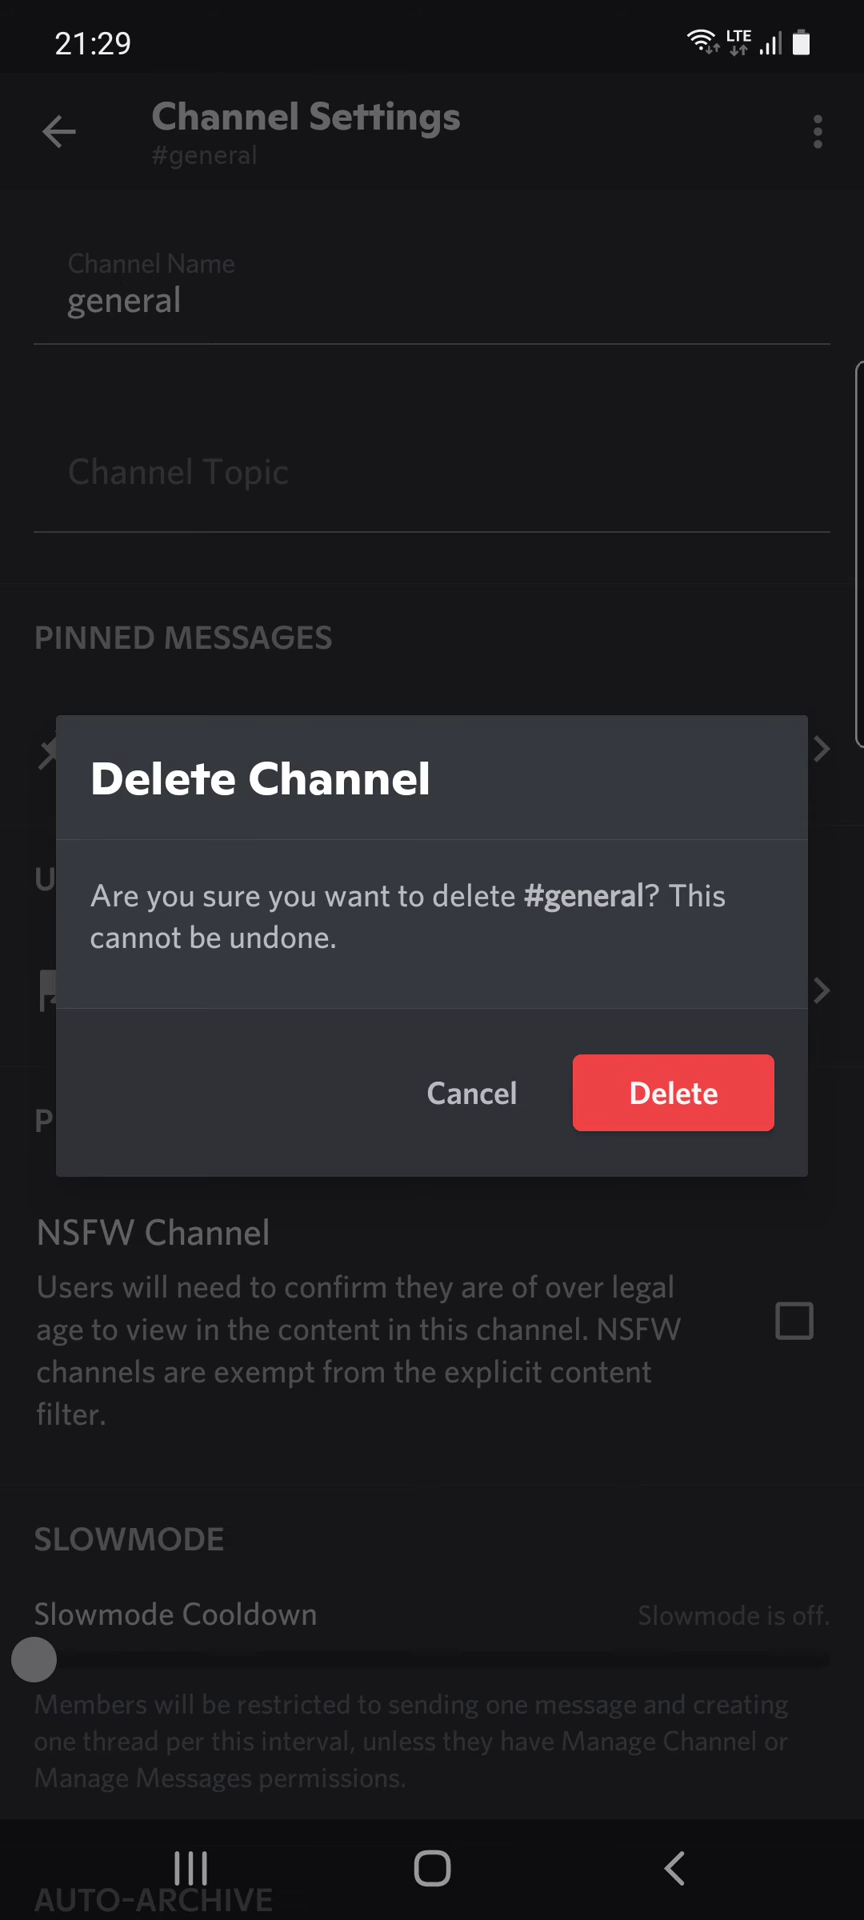 21:29
LTE
Channel Settings
#general
Channel Name
general
Channel Topic
PINNED MESSAGES
Delete Channel
U
Are you sure you want to delete #general? This
cannot be undone.
Cancel
Delete
P
NSFW Channel
Users will need to confirm they are of over legal
age to view in the content in this channel. NSFW
channels are exempt from the explicit content
filter.
SLOWMODE
Slowmode Cooldown
Slowmode is off.
Members will be restricted to sending one message and creating
one thread per this interval, unless they have Manage Channel or
Manage Messages permissions.
AUTO-ARCHIVE